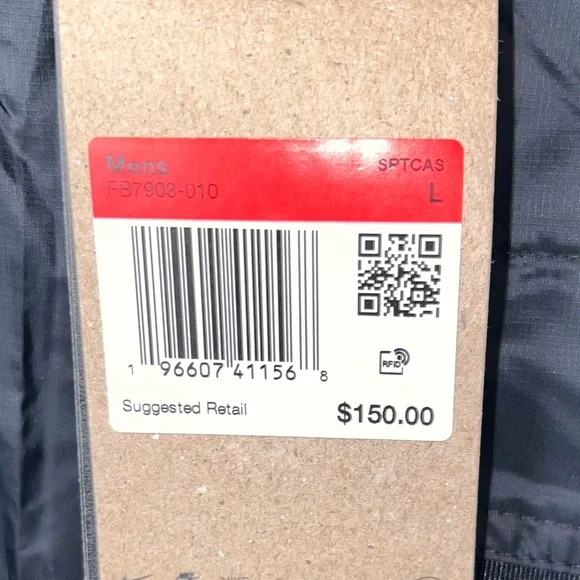 Mens
SPTCAS
FB7903-010
L
1 96607 41156 8
RFID
Suggested Retail
$150.00